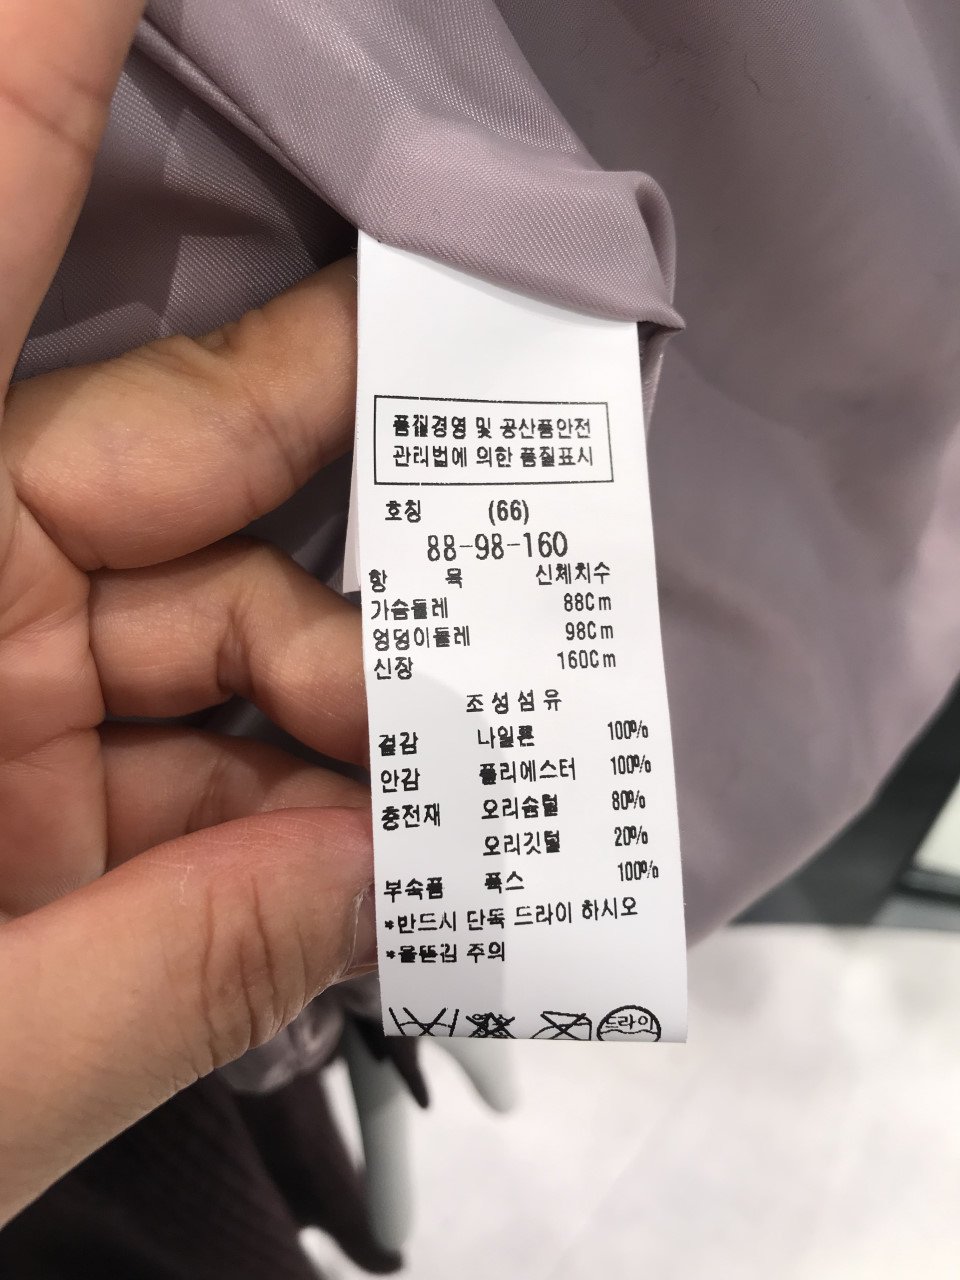 품질경영 및 공산품안전
관리법에 의한 품질표시
호칭 (66)
88-98-160
항 목 신체치수
가슴둘레 88Cm
엉덩이둘레 98Cm
신장 160Cm
조성섬유
겉감 나일론 100%
안감 폴리에스터 100%
충전재 오리솜털 80%
오리깃털 20%
부속품 폭스 100%
*반드시 단독 드라이 하시오
*물뜯김 주의
드라이